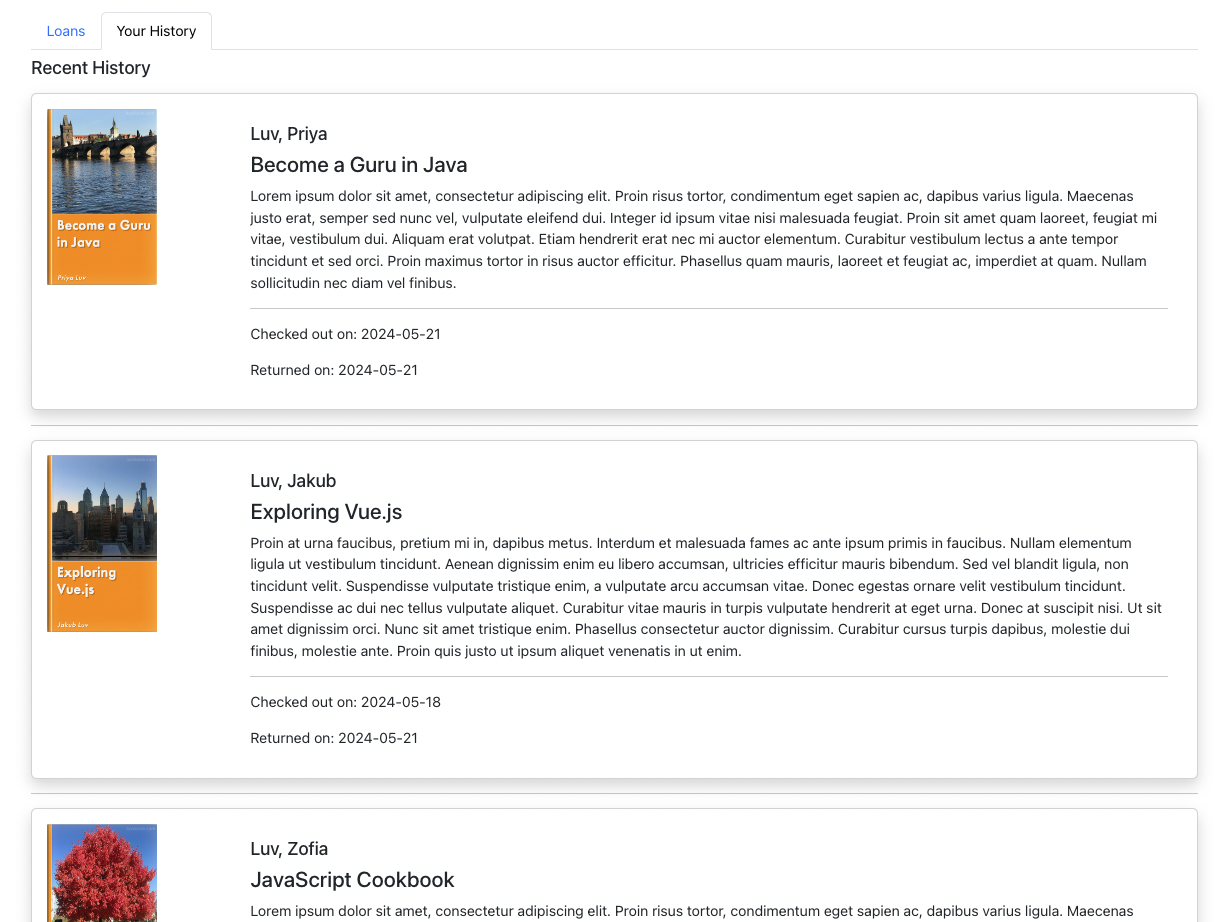 Loans
Your History
Recent History
Become a Guru
in Java
Priya Luv
Luv, Priya
Become a Guru in Java
Lorem ipsum dolor sit amet, consectetur adipiscing elit. Proin risus tortor, condimentum eget sapien ac, dapibus varius ligula. Maecenas
justo erat, semper sed nunc vel, vulputate eleifend dui. Integer id ipsum vitae nisi malesuada feugiat. Proin sit amet quam laoreet, feugiat mi
vitae, vestibulum dui. Aliquam erat volutpat. Etiam hendrerit erat nec mi auctor elementum. Curabitur vestibulum lectus a ante tempor
tincidunt et sed orci. Proin maximus tortor in risus auctor efficitur. Phasellus quam mauris, laoreet et feugiat ac, imperdiet at quam. Nullam
sollicitudin nec diam vel finibus.
Checked out on: 2024-05-21
Returned on: 2024-05-21
Exploring
Vue.js
Jakub Luv
Luv, Jakub
Exploring Vue.js
Proin at urna faucibus, pretium mi in, dapibus metus. Interdum et malesuada fames ac ante ipsum primis in faucibus. Nullam elementum
ligula ut vestibulum tincidunt. Aenean dignissim enim eu libero accumsan, ultricies efficitur mauris bibendum. Sed vel blandit ligula, non
tincidunt velit. Suspendisse vulputate tristique enim, a vulputate arcu accumsan vitae. Donec egestas ornare velit vestibulum tincidunt.
Suspendisse ac dui nec tellus vulputate aliquet. Curabitur vitae mauris in turpis vulputate hendrerit at eget urna. Donec at suscipit nisi. Ut sit
amet dignissim orci. Nunc sit amet tristique enim. Phasellus consectetur auctor dignissim. Curabitur cursus turpis dapibus, molestie dui
finibus, molestie ante. Proin quis justo ut ipsum aliquet venenatis in ut enim.
Checked out on: 2024-05-18
Returned on: 2024-05-21
Luv, Zofia
JavaScript Cookbook
Lorem ipsum dolor sit amet, consectetur adipiscing elit. Proin risus tortor, condimentum eget sapien ac, dapibus varius ligula. Maecenas